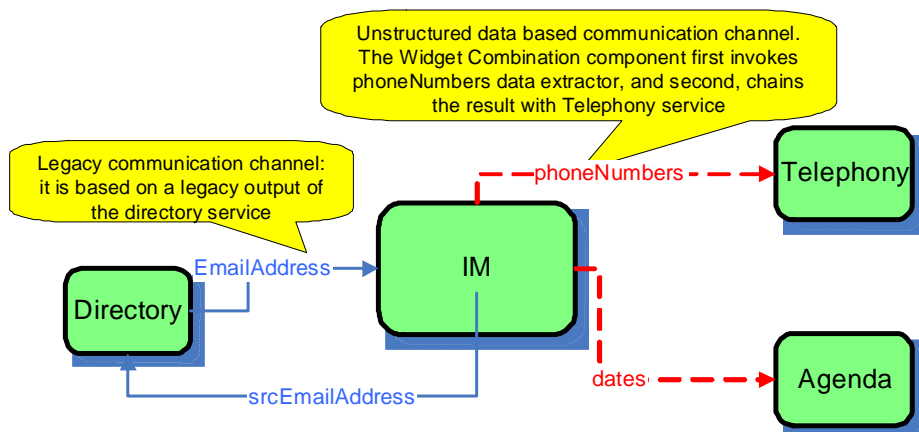 Unstructured data based communication channel.
The Widget Combination component first invokes
phoneNumbers data extractor, and second, chains
the result with Telephony service
Legacy communication channel:
it is based on a legacy output of
the directory service
phoneNumbers
Telephony
EmailAddress
IM
Directory
srcEmailAddress
dates
Agenda